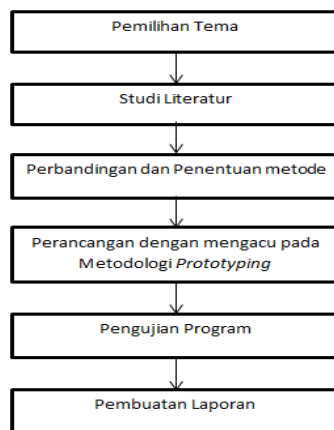 Pemilihan Tema
Studi Literatur
Perbandingan dan Penentuan metode
Perancangan dengan mengacu pada
Metodologi Prototyping
Pengujian Program
Pembuatan Laporan